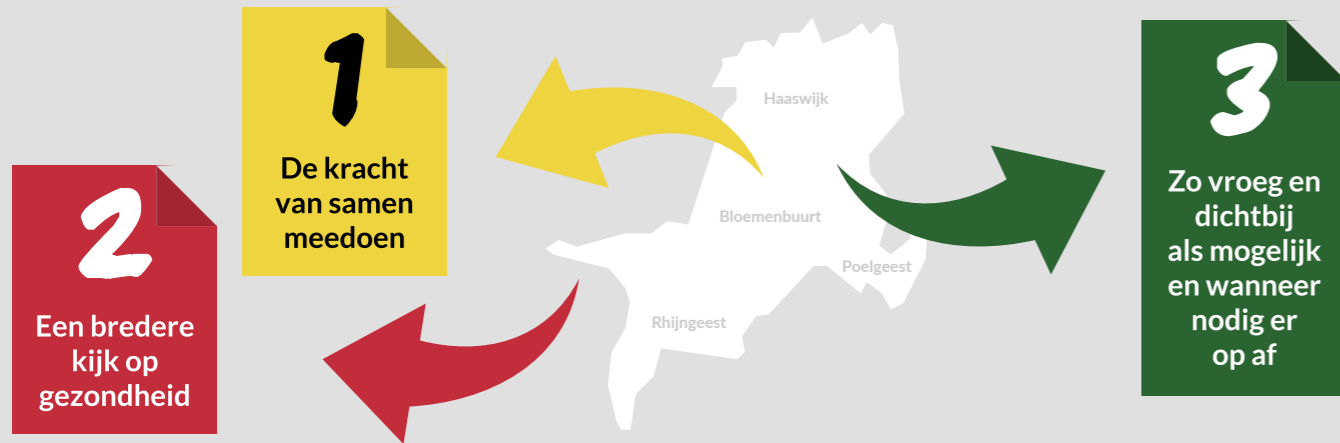 1
De kracht
van samen
meedoen
2
Een bredere
kijk op
gezondheid
Haaswijk
Bloemenbuurt
Poelgeest
Rhijngeest
3
Zo vroeg en
dichtbij
als mogelijk
en wanneer
nodig er
op af